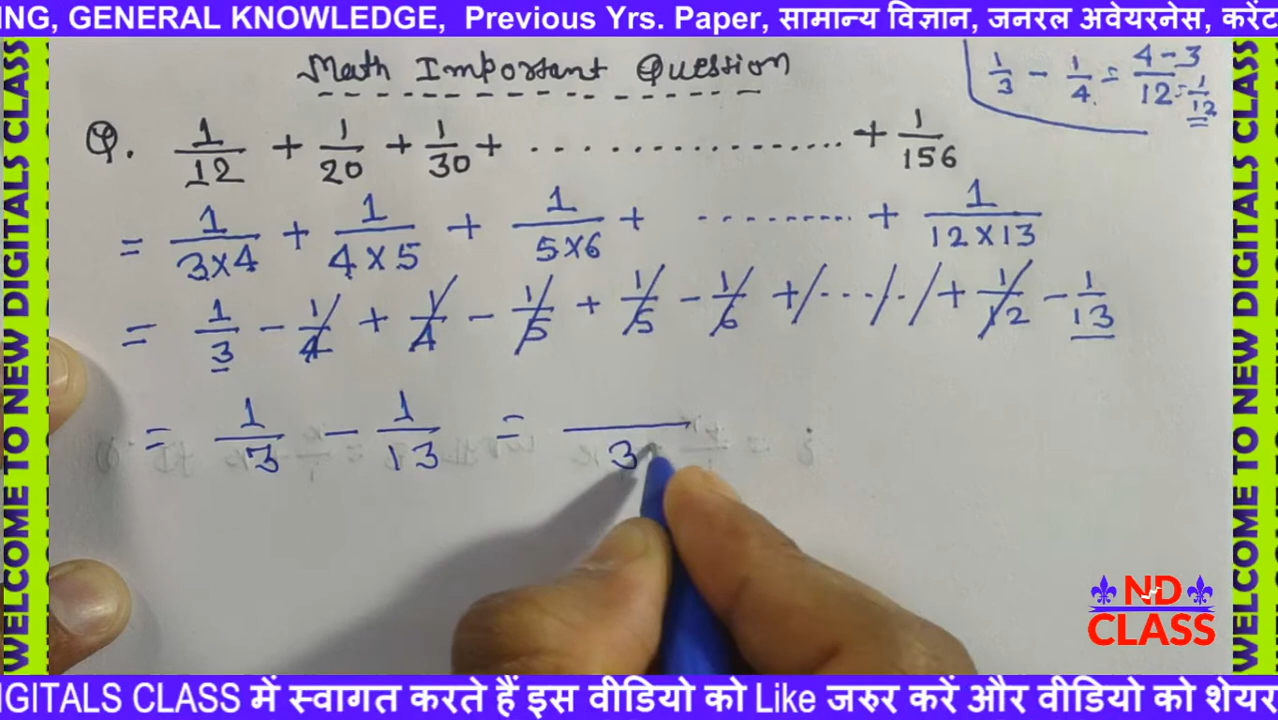 ING, GENERAL KNOWLEDGE, Previous Yrs. Paper, सामान्य विज्ञान, जनरल अवेयरनेस, करेंट
Math Important Question
1/3 - 1/4 = 4-3/12 = 1/12
Q. 1/12 + 1/20 + 1/30 + ................ + 1/156
= 1/3×4 + 1/4×5 + 1/5×6 + --------- + 1/12×13
= 1/3 - 1/4 + 1/4 - 1/5 + 1/5 - 1/6 + ..... + 1/12 - 1/13
= 1/3 - 1/13 = /3
ND
CLASS
WELCOME TO NEW DIGITALS CLASS
WELCOME TO NEW DIGITALS CLASS
IGITALS CLASS में स्वागत करते हैं इस वीडियो को Like जरुर करें और वीडियो को शेयर